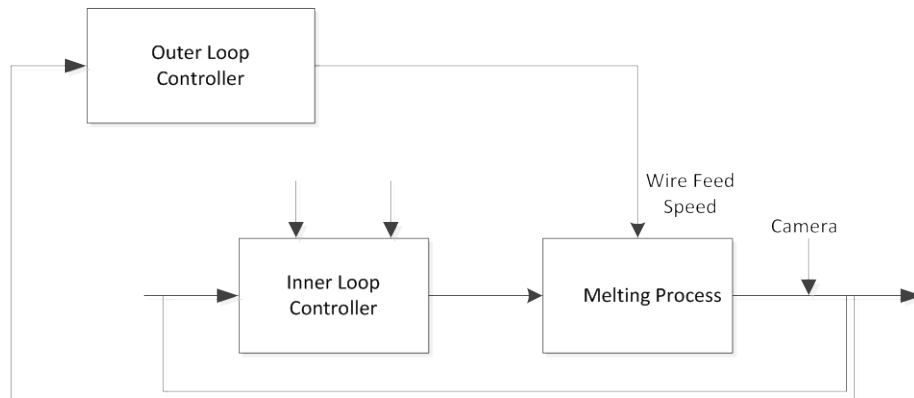 Outer Loop
Controller
Wire Feed
Speed
Camera
Inner Loop
Controller
Melting Process